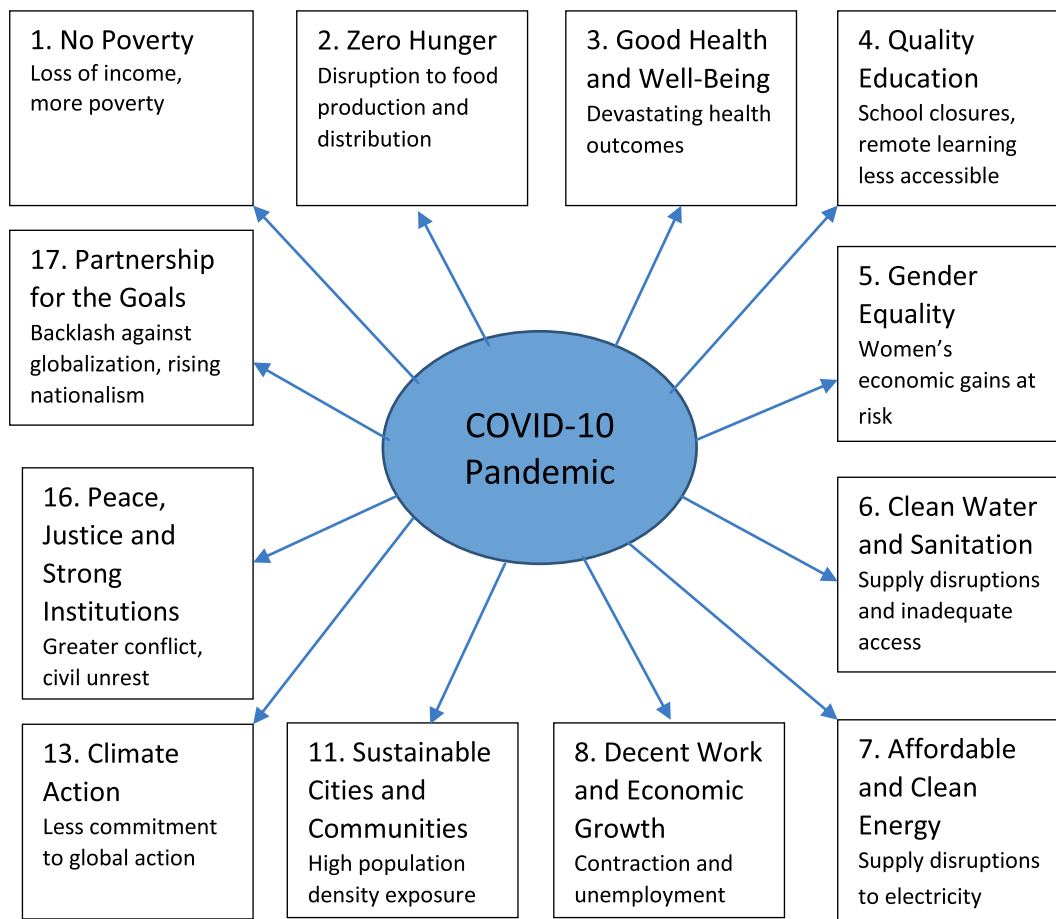 1. No Poverty
Loss of income,
more poverty
2. Zero Hunger
Disruption to food
production and
distribution
3. Good Health
and Well-Being
Devastating health
outcomes
4. Quality
Education
School closures,
remote learning
less accessible
17. Partnership
for the Goals
Backlash against
globalization, rising
nationalism
5. Gender
Equality
Women’s
economic gains at
risk
COVID-10
Pandemic
16. Peace,
Justice and
Strong
Institutions
Greater conflict,
civil unrest
6. Clean Water
and Sanitation
Supply disruptions
and inadequate
access
13. Climate
Action
Less commitment
to global action
11. Sustainable
Cities and
Communities
High population
density exposure
8. Decent Work
and Economic
Growth
Contraction and
unemployment
7. Affordable
and Clean
Energy
Supply disruptions
to electricity